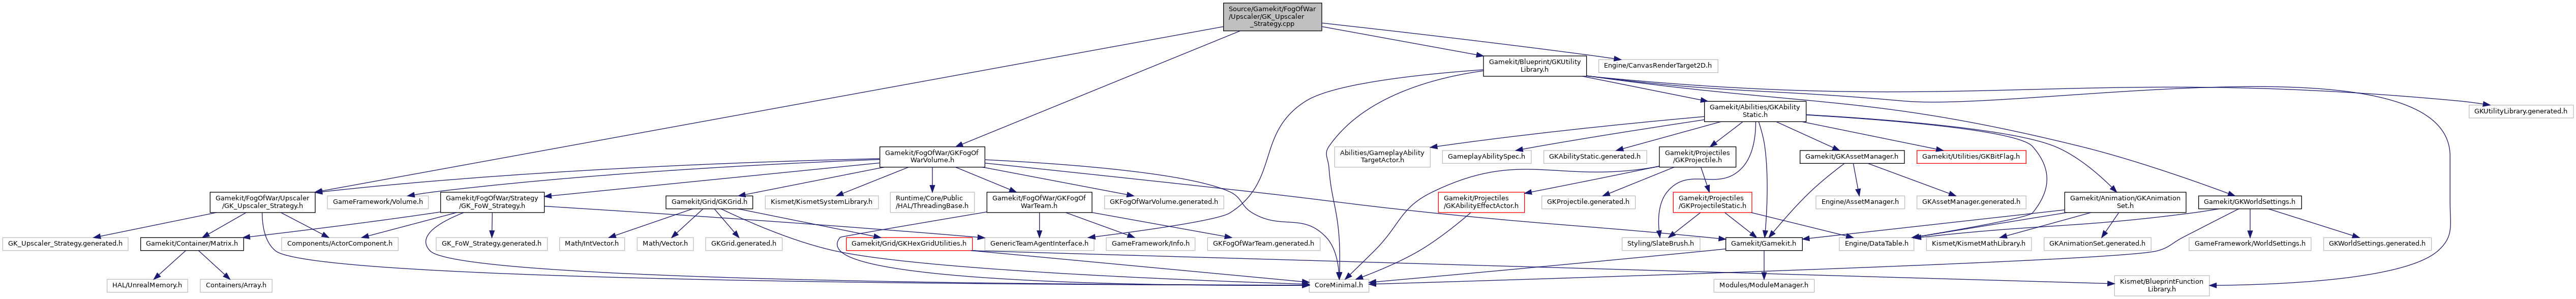 Source/Gamekit/FogOfWar
/Upscaler/GK_Upscaler
_Strategy.cpp
Gamekit/Blueprint/GKUtility
Library.h
Engine/CanvasRenderTarget2D.h
Gamekit/Abilities/GKAbility
Static.h
GKUtilityLibrary.generated.h
Gamekit/FogOfWar/GKFogOf
WarVolume.h
Abilities/GameplayAbility
TargetActor.h
GameplayAbilitySpec.h
GKAbilityStatic.generated.h
Gamekit/Projectiles
/GKProjectile.h
Gamekit/GKAssetManager.h
Gamekit/Utilities/GKBitFlag.h
Gamekit/FogOfWar/Upscaler
/GK_Upscaler_Strategy.h
GameFramework/Volume.h
Gamekit/FogOfWar/Strategy
/GK_FoW_Strategy.h
Gamekit/Grid/GKGrid.h
Kismet/KismetSystemLibrary.h
Runtime/Core/Public
/HAL/ThreadingBase.h
Gamekit/FogOfWar/GKFogOf
WarTeam.h
GKFogOfWarVolume.generated.h
Gamekit/Projectiles
/GKAbilityEffectActor.h
GKProjectile.generated.h
Gamekit/Projectiles
/GKProjectileStatic.h
Engine/AssetManager.h
GKAssetManager.generated.h
Gamekit/Animation/GKAnimation
Set.h
Gamekit/GKWorldSettings.h
GK_Upscaler_Strategy.generated.h
Gamekit/Container/Matrix.h
Components/ActorComponent.h
GK_FoW_Strategy.generated.h
Math/IntVector.h
Math/Vector.h
GKGrid.generated.h
Gamekit/Grid/GKHexGridUtilities.h
GenericTeamAgentInterface.h
GameFramework/Info.h
GKFogOfWarTeam.generated.h
Styling/SlateBrush.h
Gamekit/Gamekit.h
Engine/DataTable.h
Kismet/KismetMathLibrary.h
GKAnimationSet.generated.h
GameFramework/WorldSettings.h
GKWorldSettings.generated.h
HAL/UnrealMemory.h
Containers/Array.h
CoreMinimal.h
Modules/ModuleManager.h
Kismet/BlueprintFunction
Library.h